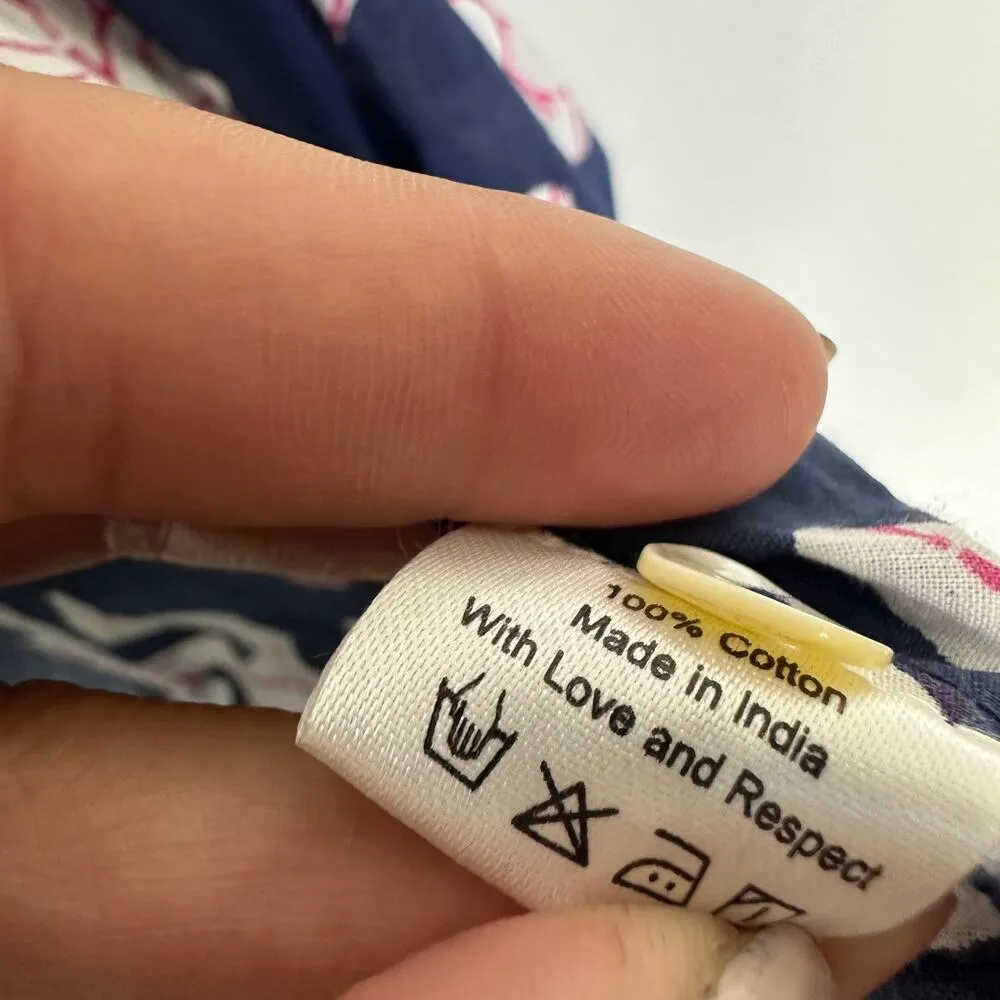 100% Cotton
Made in India
With Love and Respect